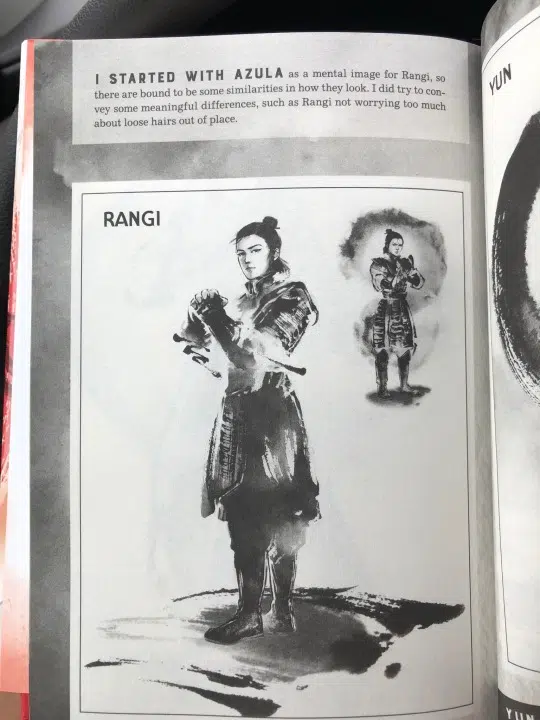 I STARTED WITH AZULA as a mental image for Rangi, so
there are bound to be some similarities in how they look. I did try to con-
vey some meaningful differences, such as Rangi not worrying too much
about loose hairs out of place.
RANGI
YUN
YUN